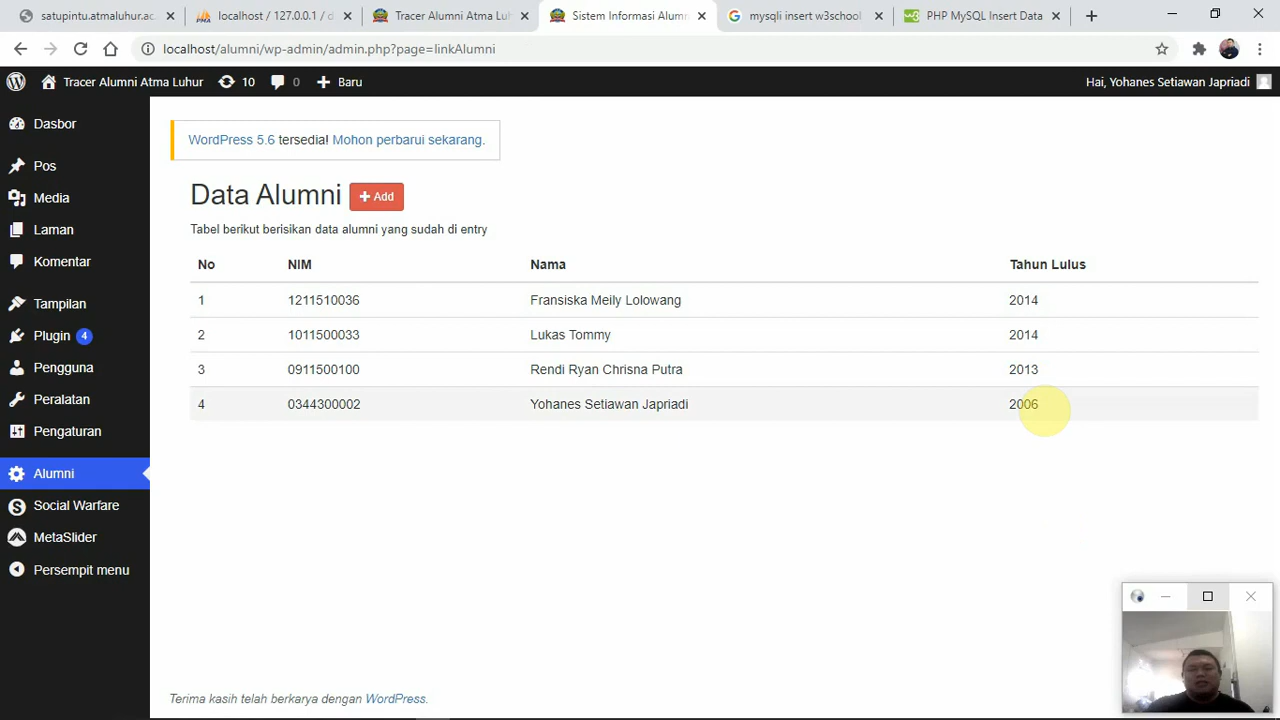 satupintu.atmaluhur.ac
localhost / 127.0.0.1 / d
Tracer Alumni Atma Luh
Sistem Informasi Alumn
mysqli insert w3school
PHP MySQL Insert Data
localhost/alumni/wp-admin/admin.php?page=linkAlumni
Tracer Alumni Atma Luhur 10 0 Baru
Hai, Yohanes Setiawan Japriadi
Dasbor
Pos
Media
Laman
Komentar
Tampilan
Plugin 4
Pengguna
Peralatan
Pengaturan
Alumni
Social Warfare
MetaSlider
Persempit menu
WordPress 5.6 tersedia! Mohon perbarui sekarang.
Data Alumni Add
Tabel berikut berisikan data alumni yang sudah di entry
No NIM Nama Tahun Lulus
1 1211510036 Fransiska Meily Lolowang 2014
2 1011500033 Lukas Tommy 2014
3 0911500100 Rendi Ryan Chrisna Putra 2013
4 0344300002 Yohanes Setiawan Japriadi 2006
Terima kasih telah berkarya dengan WordPress.